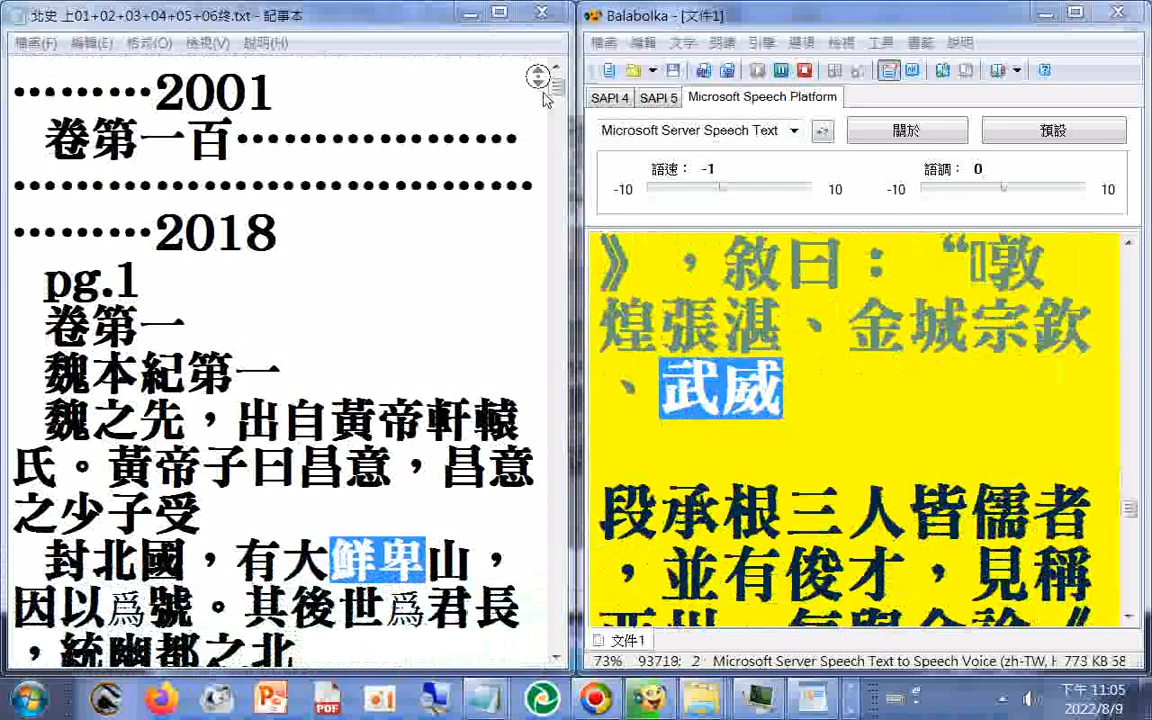 北史 上01+02+03+04+05+06终.txt - 記事本
檔案(F) 編輯(E) 格式(O) 檢視(V) 說明(H)
………2001
卷第一百………………
……………………………
………2018
pg.1
卷第一
魏本紀第一
魏之先，出自黃帝軒轅
氏。黃帝子曰昌意，昌意
之少子受
封北國，有大鮮卑山，
因以爲號。其後世爲君長
，統幽都之北
Balabolka - [文件1]
檔案 編輯 文字 閱讀 引擎 選項 檢視 工具 書籤 說明
SAPI 4 SAPI 5 Microsoft Speech Platform
Microsoft Server Speech Text 關於 預設
語速： -1 語調： 0
-10 10 -10 10
》，敘曰：“敦
煌張湛、金城宗欽
、武威
段承根三人皆儒者
，並有俊才，見稱
文件1
73% 93719: 2 Microsoft Server Speech Text to Speech Voice (zh-TW, H 773 KB 58
PDF
下午 11:05
2022/8/9